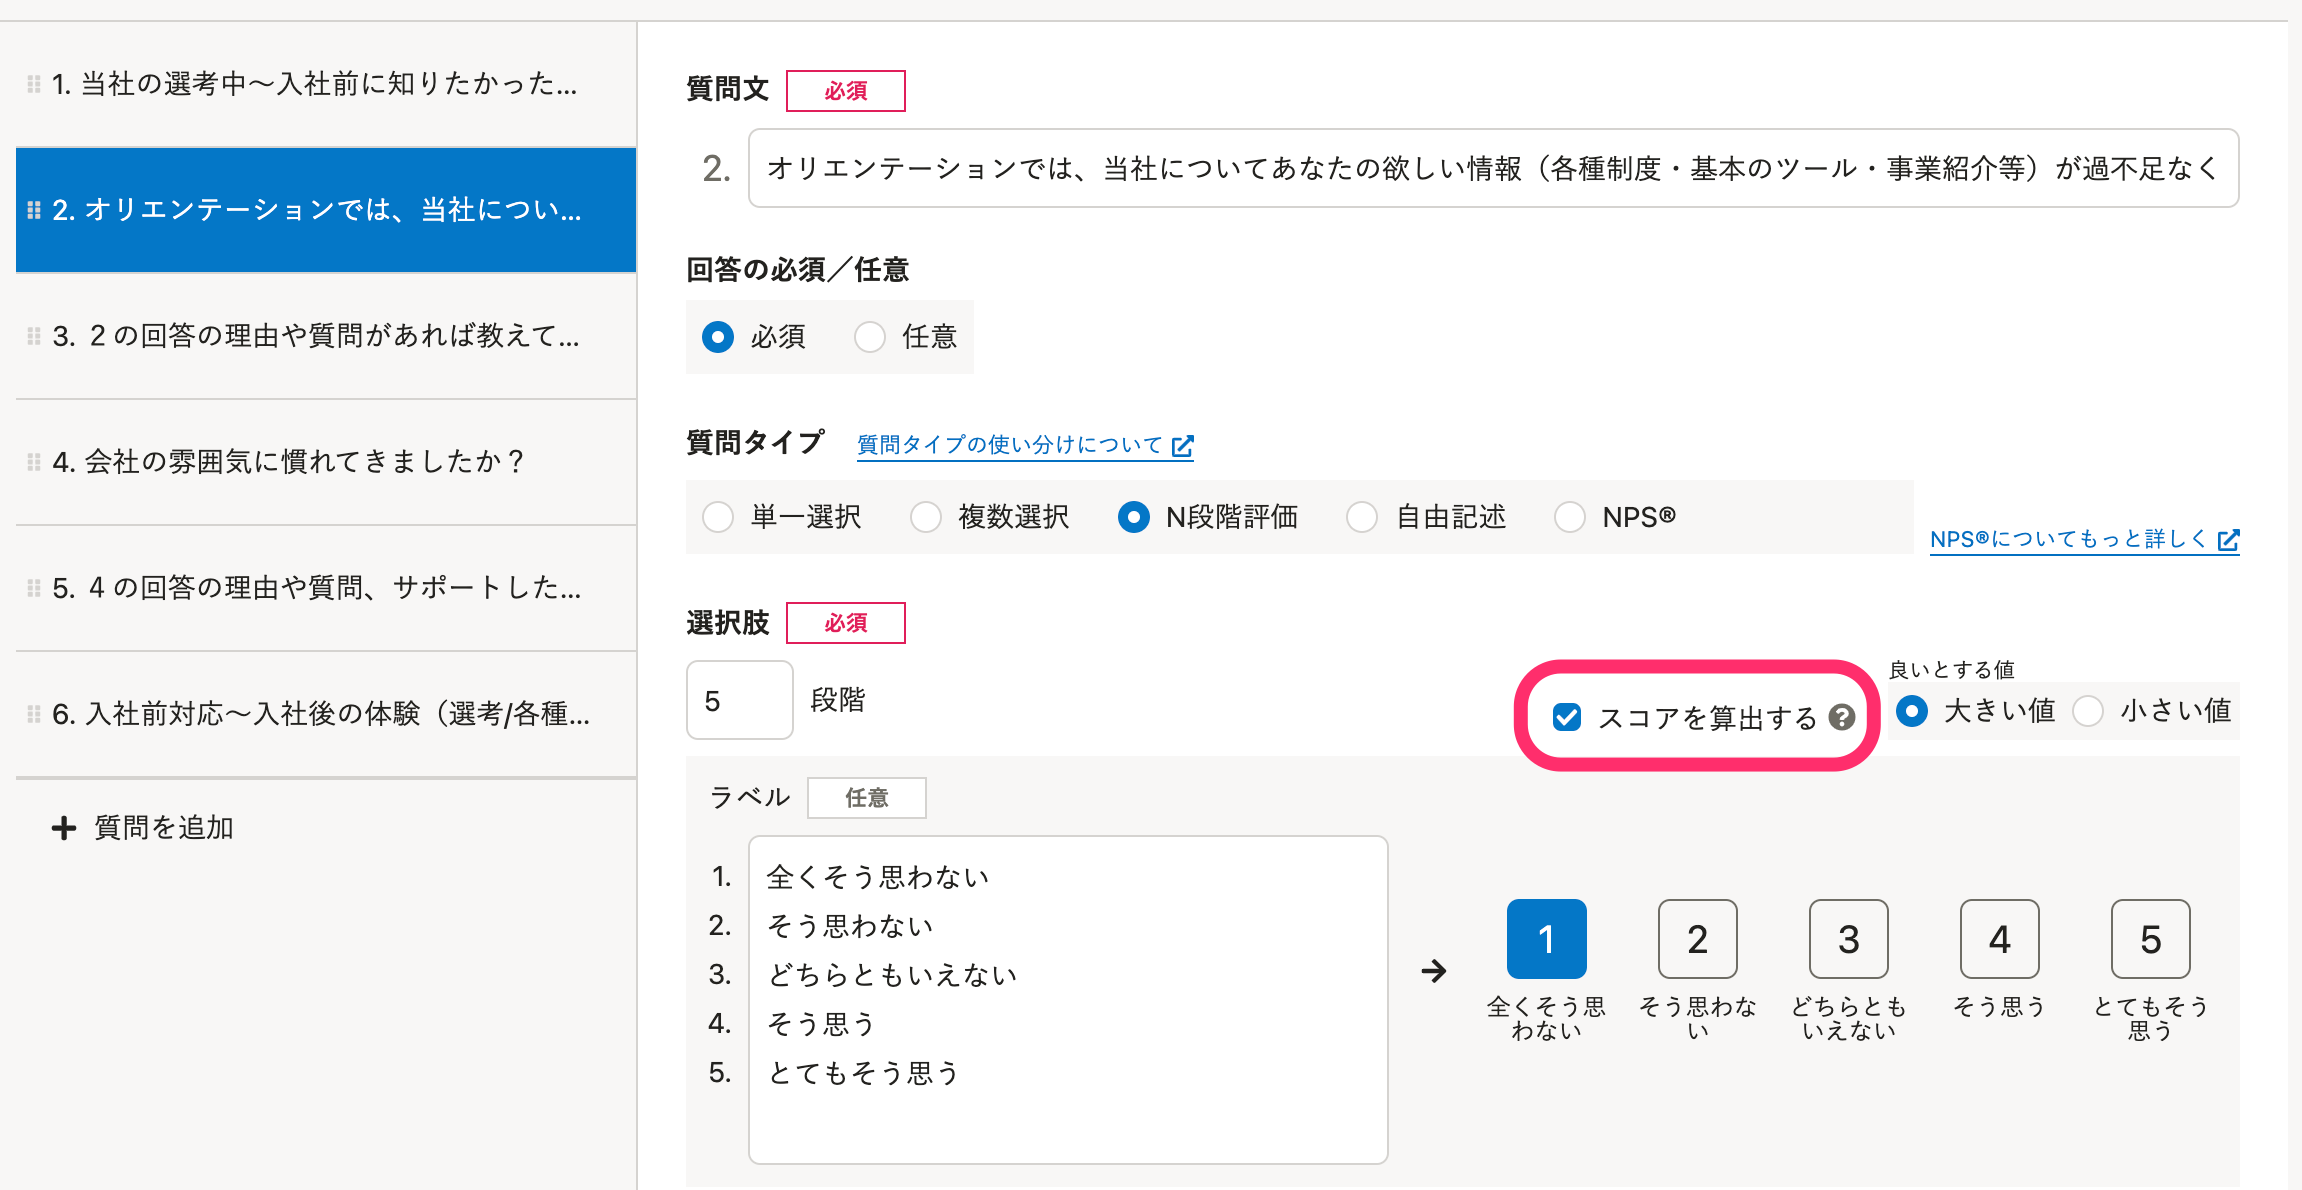 1. 当社の選考中〜入社前に知りたかった...
2. オリエンテーションでは、当社につい...
3. ２の回答の理由や質問があれば教えて...
4. 会社の雰囲気に慣れてきましたか？
5. ４の回答の理由や質問、サポートした...
6. 入社前対応〜入社後の体験（選考/各種...
質問を追加
質問文 必須
2. オリエンテーションでは、当社についてあなたの欲しい情報（各種制度・基本のツール・事業紹介等）が過不足なく
回答の必須／任意
必須 任意
質問タイプ 質問タイプの使い分けについて
単一選択 複数選択 N段階評価 自由記述 NPS®
NPS®についてもっと詳しく
選択肢 必須
5 段階
スコアを算出する
良いとする値
大きい値 小さい値
ラベル 任意
1. 全くそう思わない
2. そう思わない
3. どちらともいえない
4. そう思う
5. とてもそう思う
1 2 3 4 5
全くそう思わない
そう思わない
どちらともいえない
そう思う
とてもそう思う